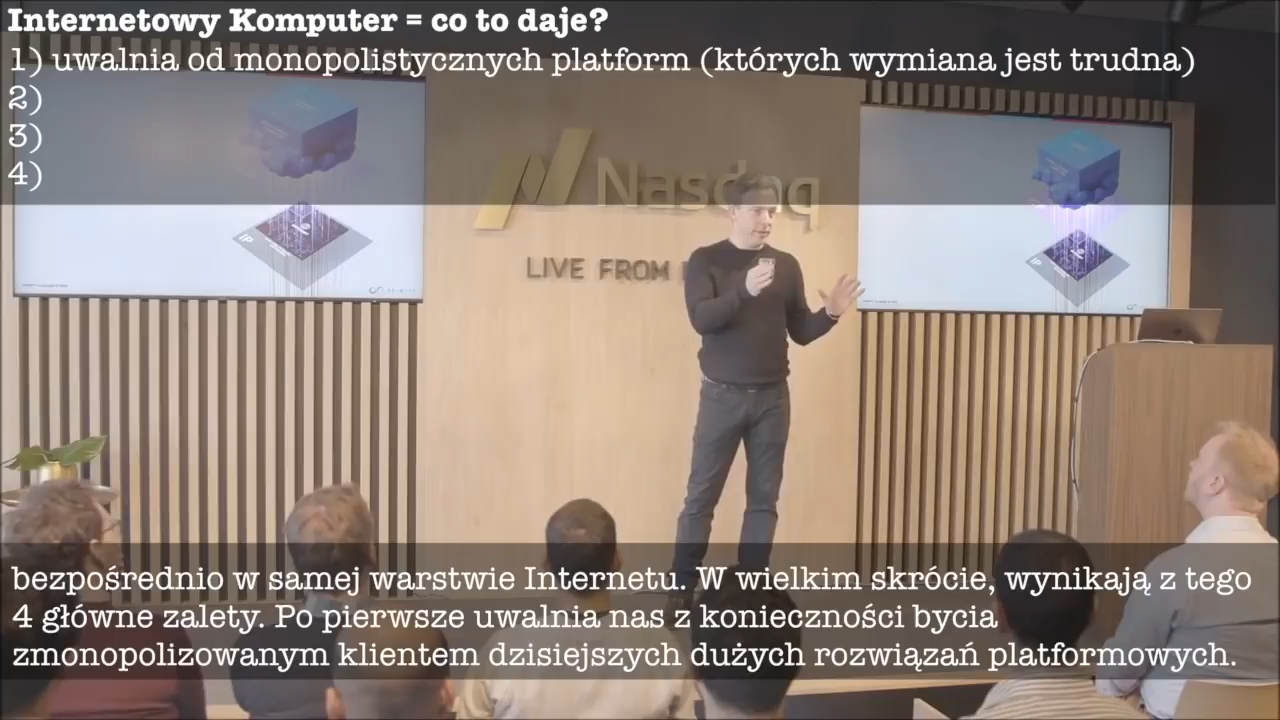 Internetowy Komputer = co to daje?
1) uwalnia od monopolistycznych platform (których wymiana jest trudna)
2)
3)
4)
Nasdaq
LIVE FROM
IP
bezpośrednio w samej warstwie Internetu. W wielkim skrócie, wynikają z tego
4 główne zalety. Po pierwsze uwalnia nas z konieczności bycia
zmonopolizowanym klientem dzisiejszych dużych rozwiązań platformowych.